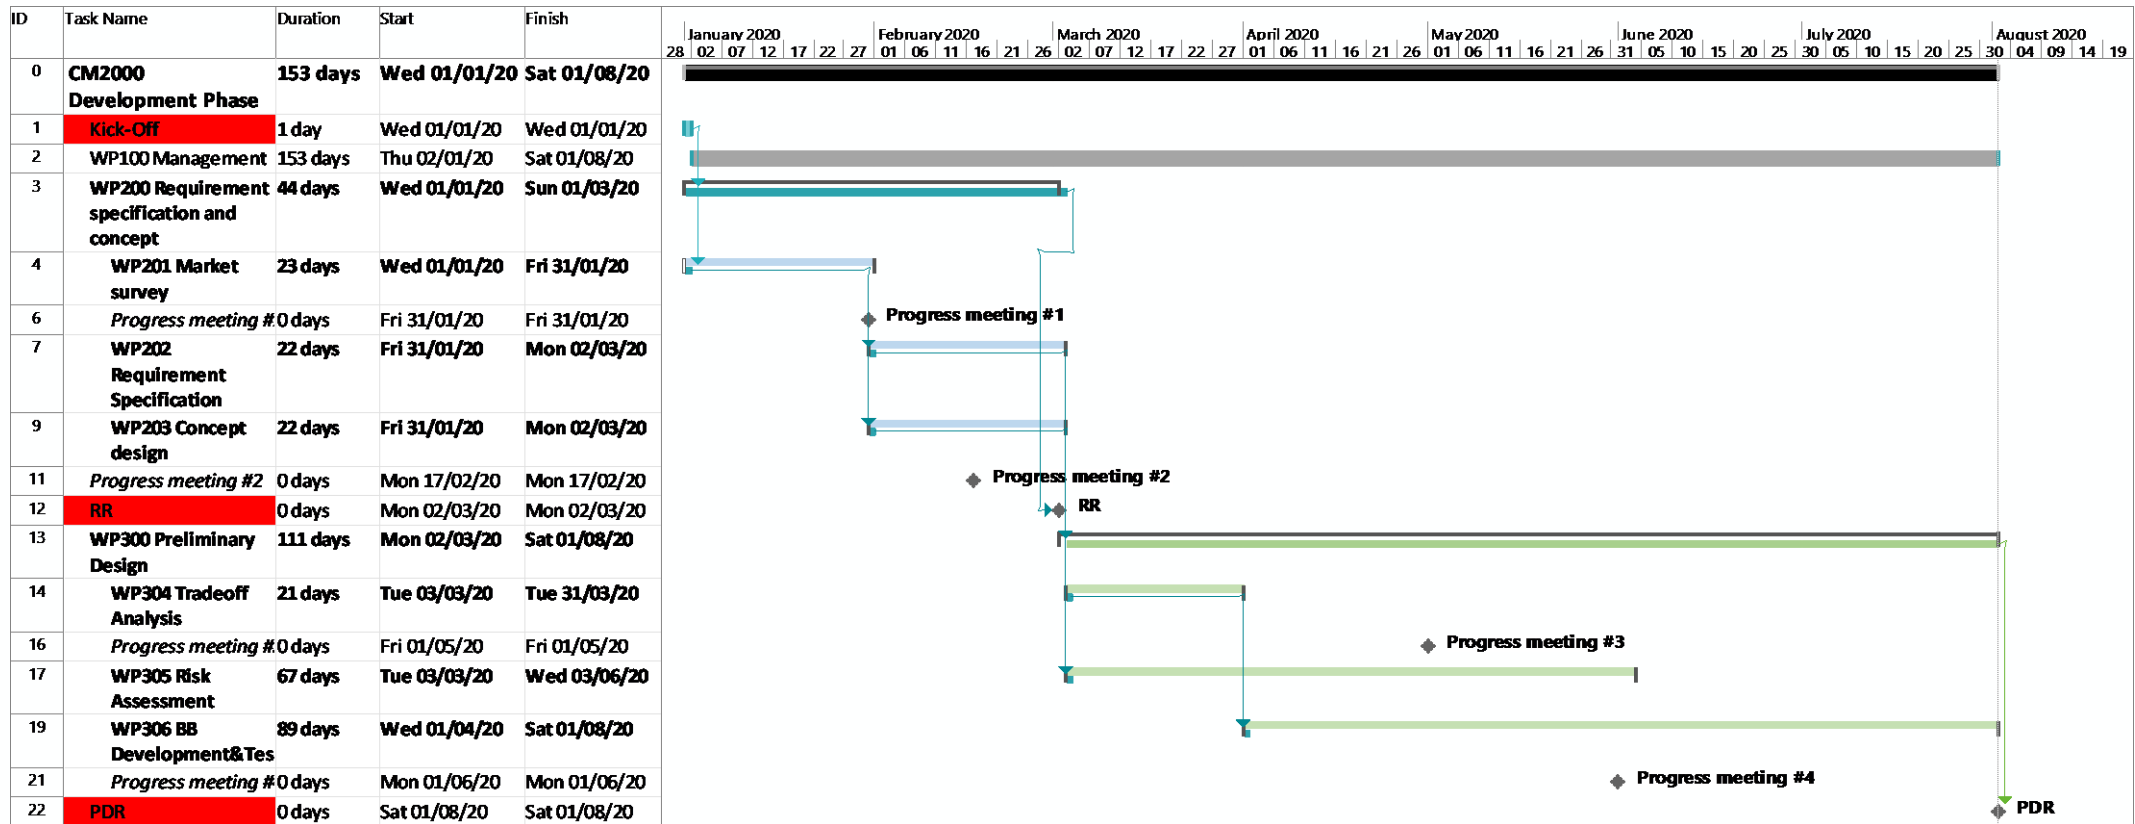 ID Task Name Duration Start Finish
January 2020 February 2020 March 2020 April 2020 May 2020 June 2020 July 2020 August 2020
28 02 07 12 17 22 27 01 06 11 16 21 26 02 07 12 17 22 27 01 06 11 16 21 26 01 06 11 16 21 26 31 05 10 15 20 25 30 05 10 15 20 25 30 04 09 14 19
0 CM2000 153 days Wed 01/01/20 Sat 01/08/20
Development Phase
1 Kick-Off 1 day Wed 01/01/20 Wed 01/01/20
2 WP100 Management 153 days Thu 02/01/20 Sat 01/08/20
3 WP200 Requirement 44 days Wed 01/01/20 Sun 01/03/20
specification and
concept
4 WP201 Market 23 days Wed 01/01/20 Fri 31/01/20
survey
6 Progress meeting # 0 days Fri 31/01/20 Fri 31/01/20 Progress meeting #1
7 WP202 22 days Fri 31/01/20 Mon 02/03/20
Requirement
Specification
9 WP203 Concept 22 days Fri 31/01/20 Mon 02/03/20
design
11 Progress meeting #2 0 days Mon 17/02/20 Mon 17/02/20 Progress meeting #2
12 RR 0 days Mon 02/03/20 Mon 02/03/20 RR
13 WP300 Preliminary 111 days Mon 02/03/20 Sat 01/08/20
Design
14 WP304 Tradeoff 21 days Tue 03/03/20 Tue 31/03/20
Analysis
16 Progress meeting # 0 days Fri 01/05/20 Fri 01/05/20 Progress meeting #3
17 WP305 Risk 67 days Tue 03/03/20 Wed 03/06/20
Assessment
19 WP306 BB 89 days Wed 01/04/20 Sat 01/08/20
Development&Tes
21 Progress meeting # 0 days Mon 01/06/20 Mon 01/06/20 Progress meeting #4
22 PDR 0 days Sat 01/08/20 Sat 01/08/20 PDR